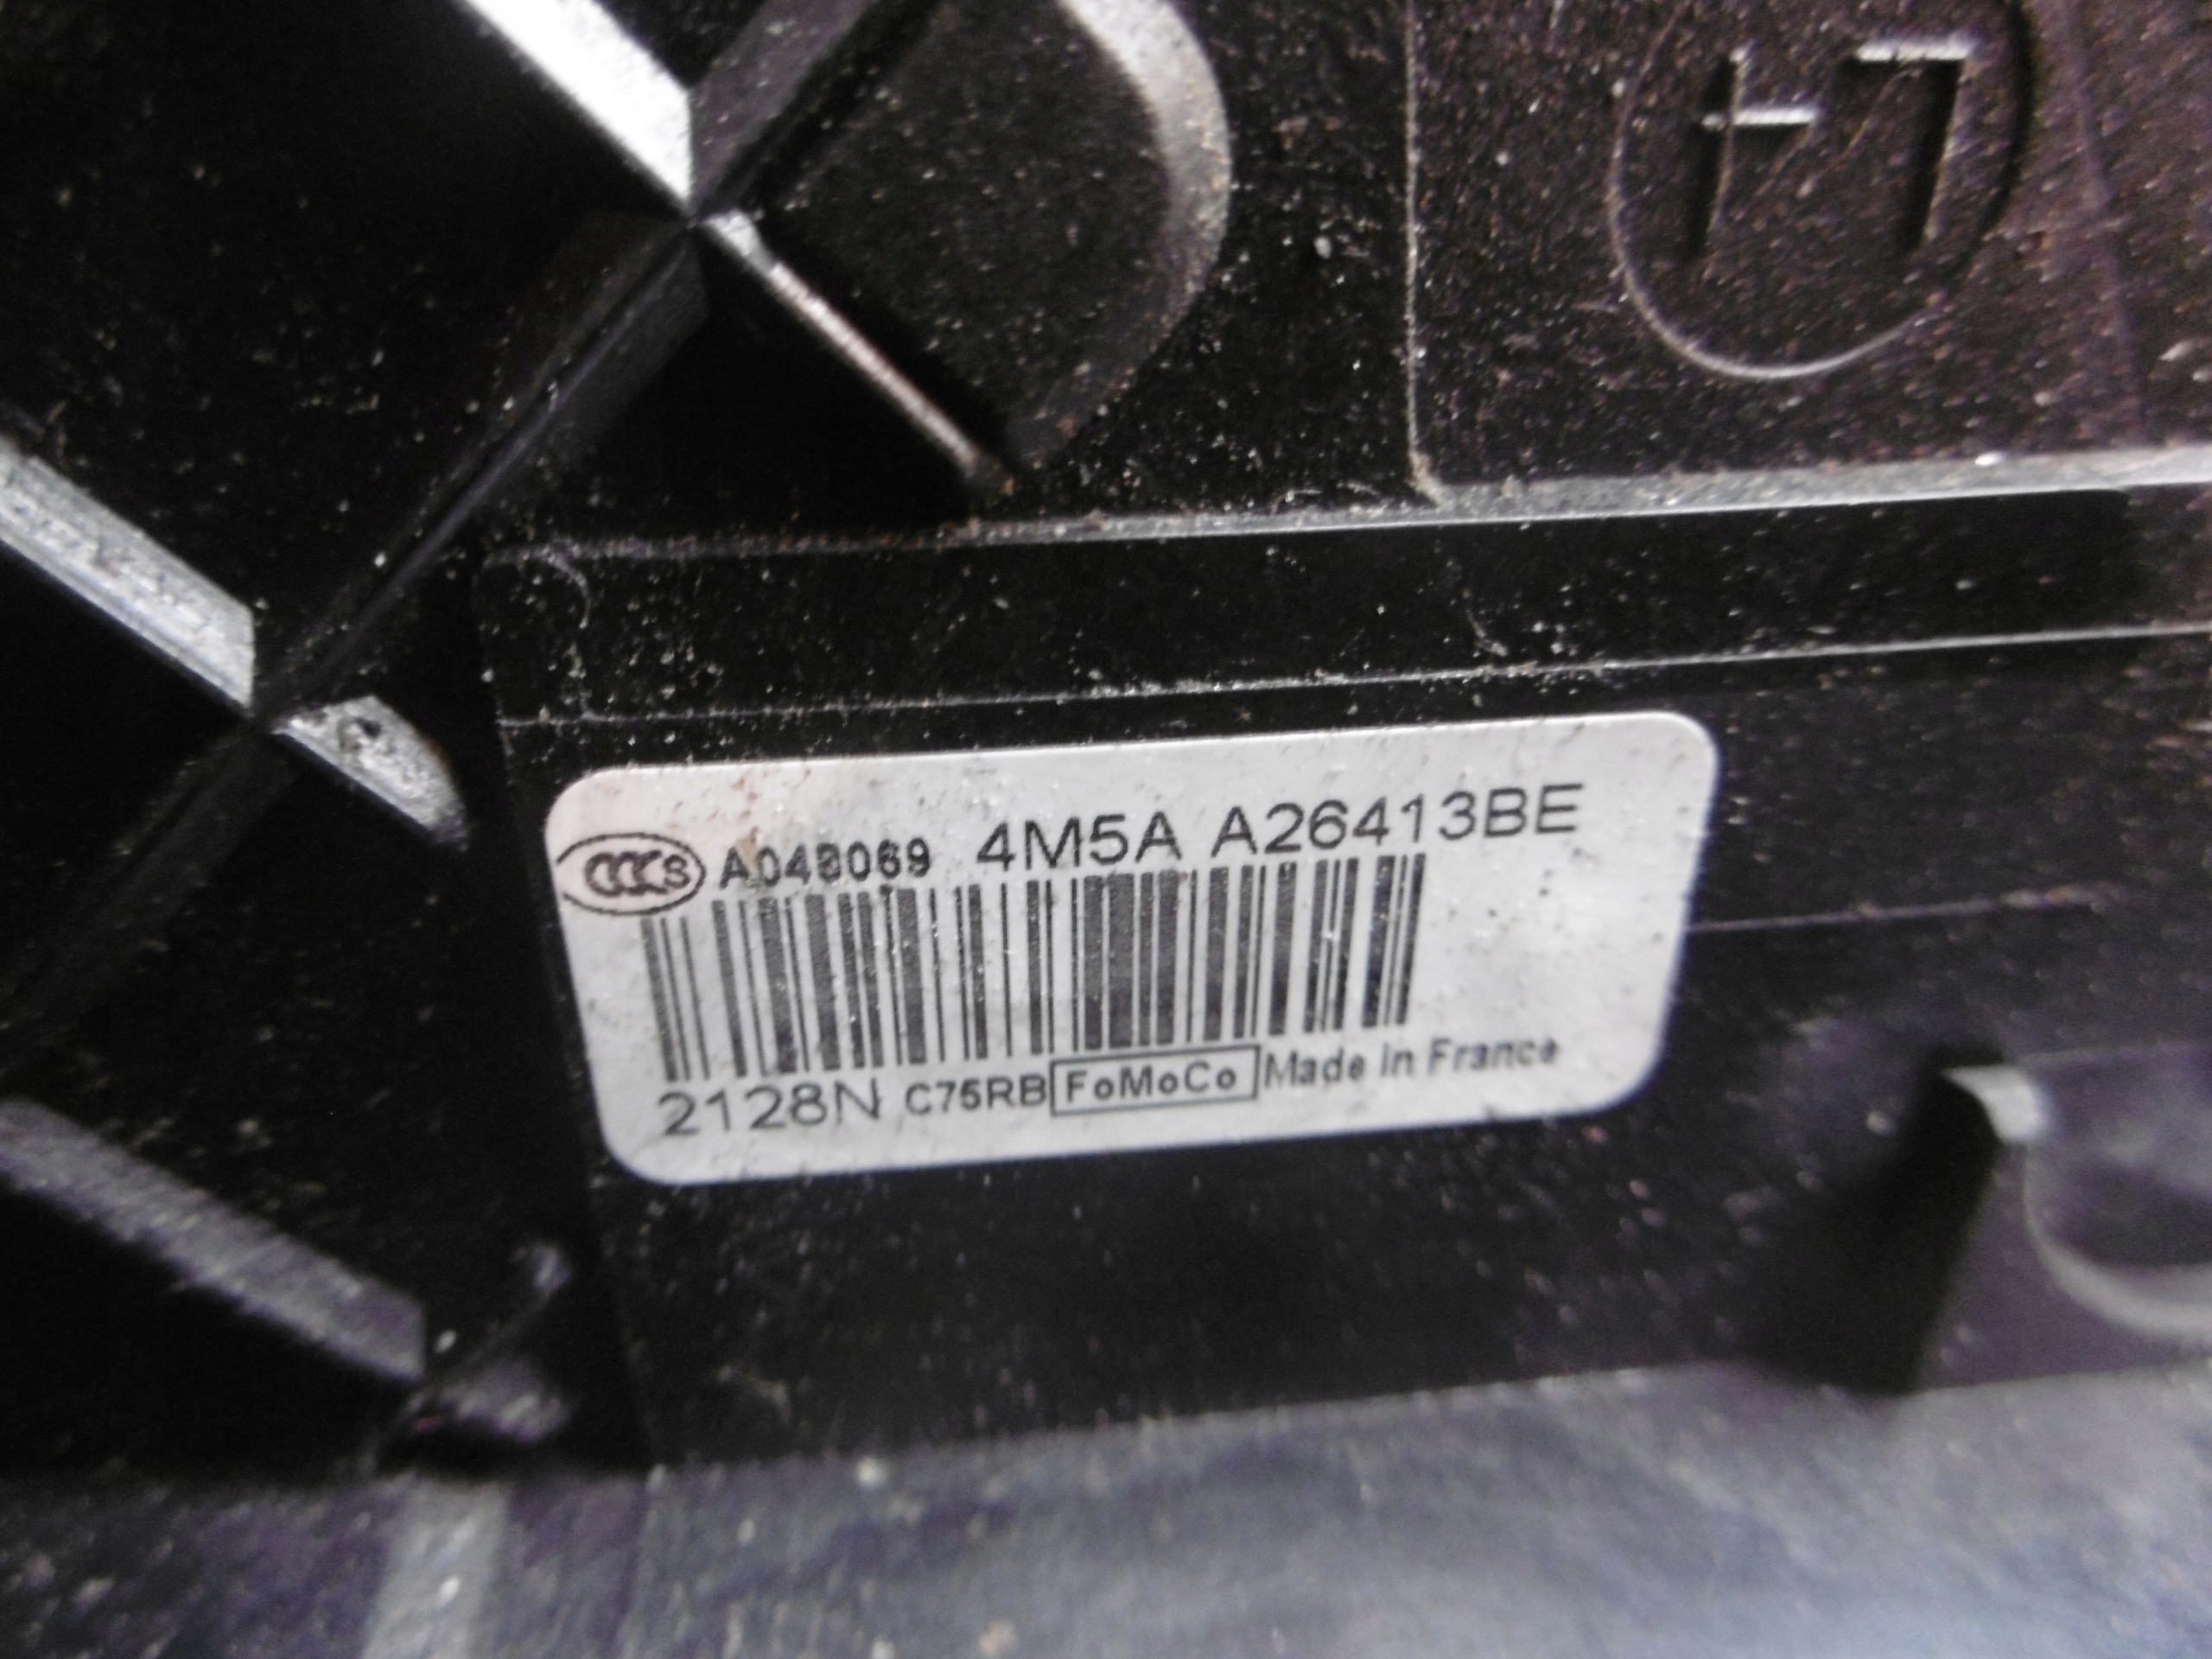 A048069 4M5A A26413BE
2128N C75RB FoMoCo Made in France